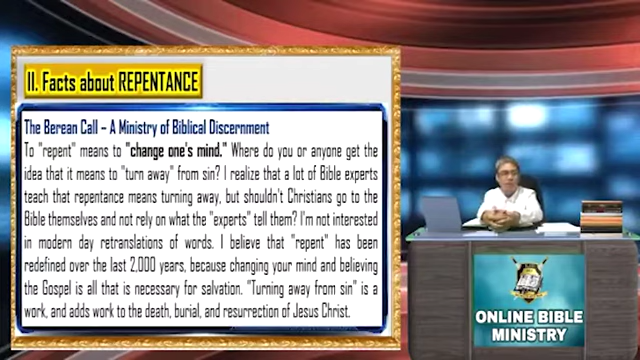 II. Facts about REPENTANCE
The Berean Call – A Ministry of Biblical Discernment
To "repent" means to "change one's mind." Where do you or anyone get the
idea that it means to "turn away" from sin? I realize that a lot of Bible experts
teach that repentance means turning away, but shouldn't Christians go to the
Bible themselves and not rely on what the "experts" tell them? I'm not interested
in modern day retranslations of words. I believe that "repent" has been
redefined over the last 2,000 years, because changing your mind and believing
the Gospel is all that is necessary for salvation. "Turning away from sin" is a
work, and adds work to the death, burial, and resurrection of Jesus Christ.
ONLINE BIBLE
MINISTRY